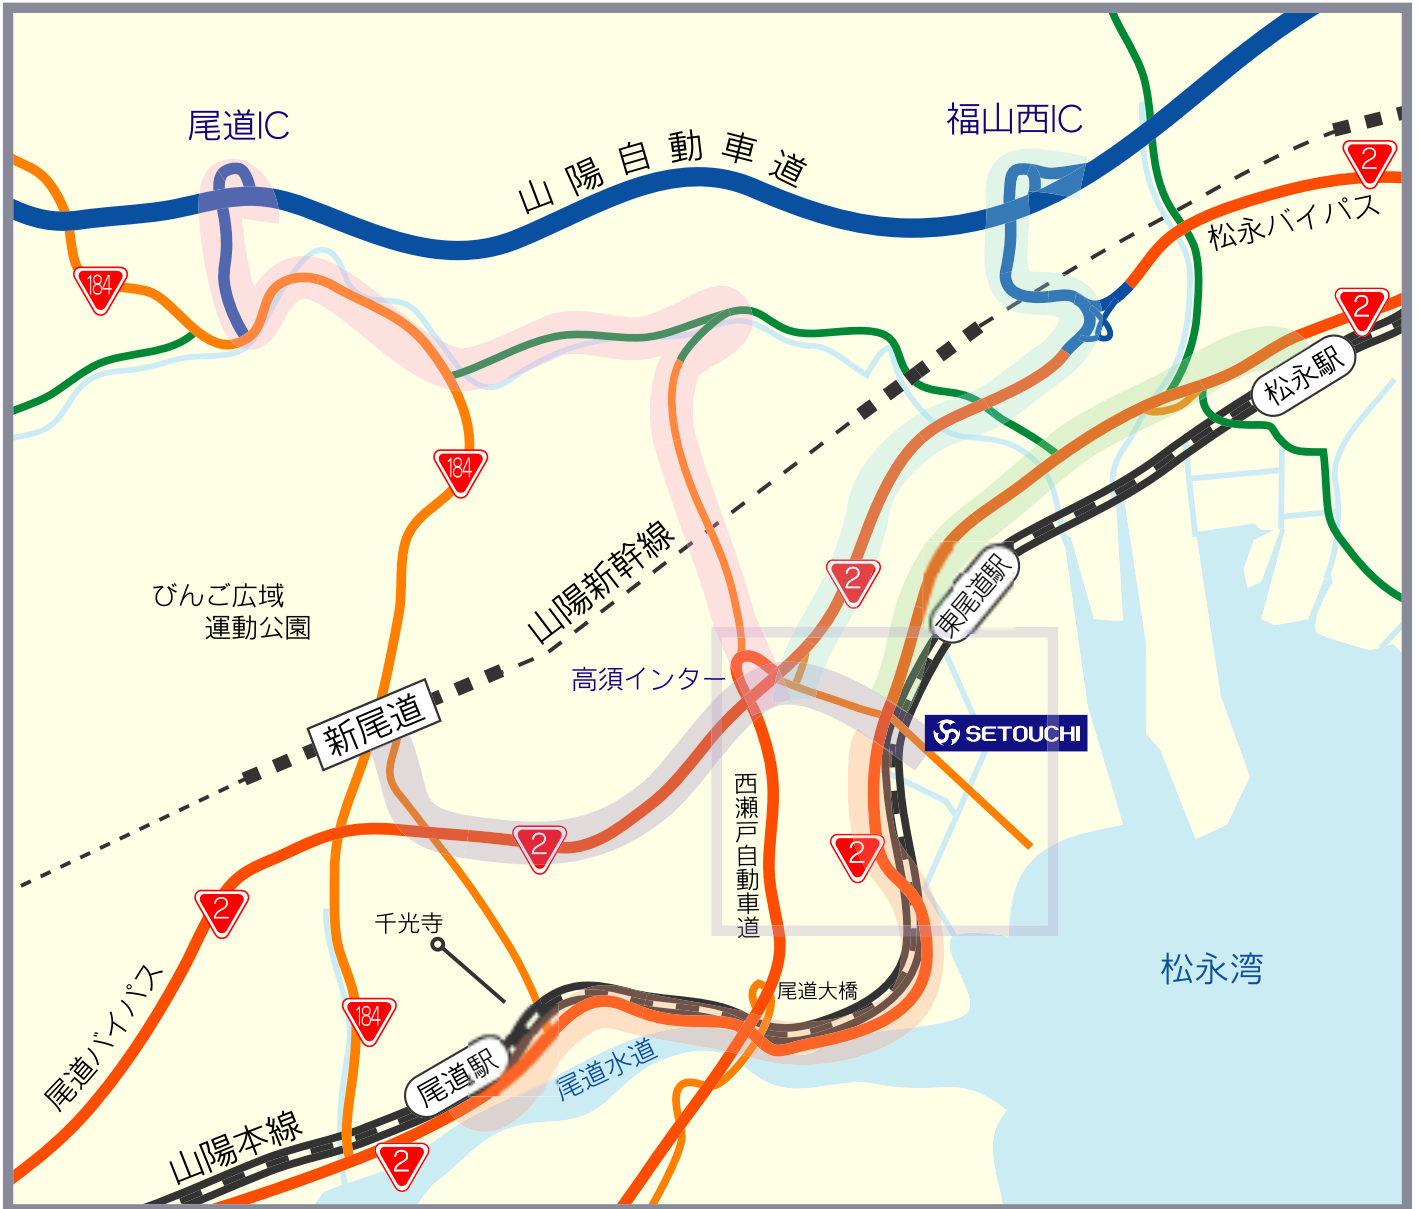 尾道IC
福山西IC
山陽自動車道
2
松永バイパス
184
2
松永駅
184
山陽新幹線
2
東尾道駅
びんご広域
運動公園
高須インター
新尾道
SETOUCHI
西瀬戸自動車道
2
2
2
千光寺
松永湾
尾道大橋
184
尾道バイパス
尾道駅
尾道水道
山陽本線
2